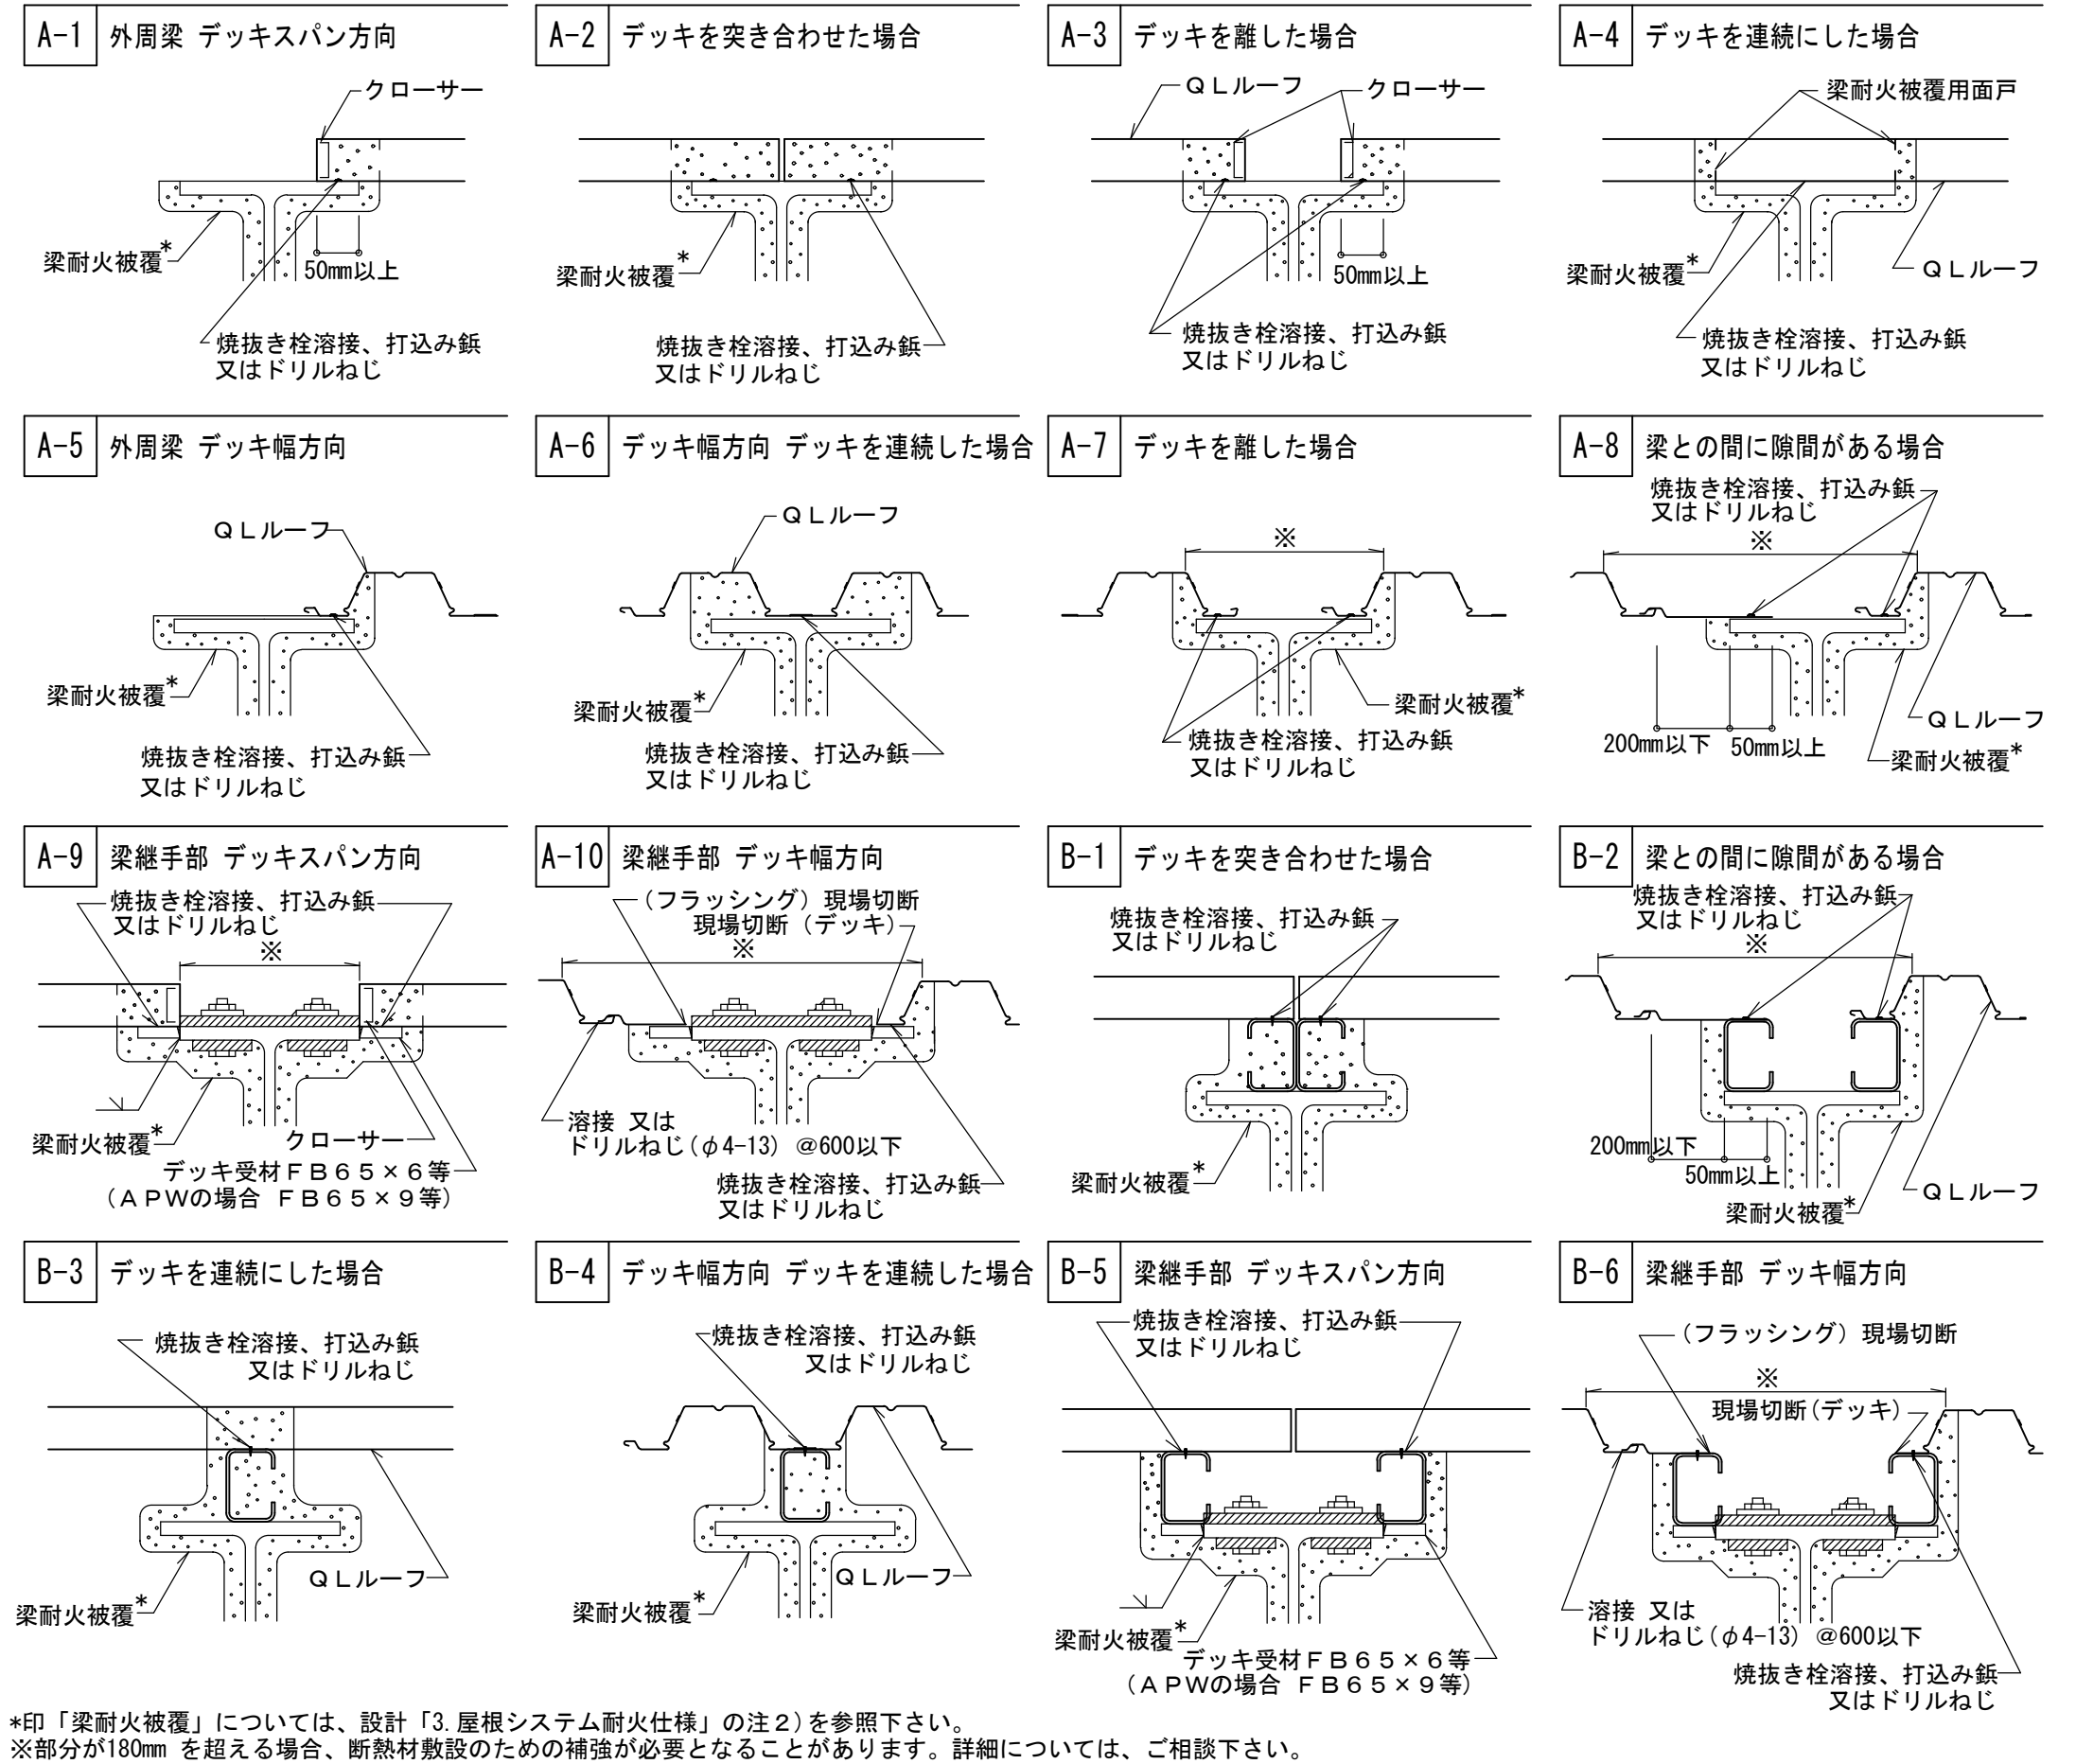 A-1 外周梁 デッキスパン方向
クローサー
梁耐火被覆*
50mm以上
焼抜き栓溶接、打込み鋲
又はドリルねじ
A-2 デッキを突き合わせた場合
梁耐火被覆*
焼抜き栓溶接、打込み鋲
又はドリルねじ
A-3 デッキを離した場合
QLルーフ
クローサー
50mm以上
焼抜き栓溶接、打込み鋲
又はドリルねじ
A-4 デッキを連続にした場合
梁耐火被覆用面戸
梁耐火被覆*
QLルーフ
焼抜き栓溶接、打込み鋲
又はドリルねじ
A-5 外周梁 デッキ幅方向
QLルーフ
梁耐火被覆*
焼抜き栓溶接、打込み鋲
又はドリルねじ
A-6 デッキ幅方向 デッキを連続した場合
QLルーフ
梁耐火被覆*
焼抜き栓溶接、打込み鋲
又はドリルねじ
A-7 デッキを離した場合
※
梁耐火被覆*
焼抜き栓溶接、打込み鋲
又はドリルねじ
A-8 梁との間に隙間がある場合
焼抜き栓溶接、打込み鋲
又はドリルねじ
※
QLルーフ
200mm以下 50mm以上
梁耐火被覆*
A-9 梁継手部 デッキスパン方向
焼抜き栓溶接、打込み鋲
又はドリルねじ
※
梁耐火被覆*
クローサー
デッキ受材FB65×6等
(APWの場合 FB65×9等)
A-10 梁継手部 デッキ幅方向
(フラッシング)現場切断
現場切断(デッキ)
※
溶接 又は
ドリルねじ(φ4-13) @600以下
焼抜き栓溶接、打込み鋲
又はドリルねじ
B-1 デッキを突き合わせた場合
焼抜き栓溶接、打込み鋲
又はドリルねじ
梁耐火被覆*
B-2 梁との間に隙間がある場合
焼抜き栓溶接、打込み鋲
又はドリルねじ
※
200mm以下
50mm以上
QLルーフ
梁耐火被覆*
B-3 デッキを連続にした場合
焼抜き栓溶接、打込み鋲
又はドリルねじ
QLルーフ
梁耐火被覆*
B-4 デッキ幅方向 デッキを連続した場合
焼抜き栓溶接、打込み鋲
又はドリルねじ
QLルーフ
梁耐火被覆*
B-5 梁継手部 デッキスパン方向
焼抜き栓溶接、打込み鋲
又はドリルねじ
梁耐火被覆*
デッキ受材FB65×6等
(APWの場合 FB65×9等)
B-6 梁継手部 デッキ幅方向
(フラッシング)現場切断
※
現場切断(デッキ)
溶接 又は
ドリルねじ(φ4-13) @600以下
焼抜き栓溶接、打込み鋲
又はドリルねじ
*印「梁耐火被覆」については、設計「3.屋根システム耐火仕様」の注2)を参照下さい。
※部分が180mm を超える場合、断熱材敷設のための補強が必要となることがあります。詳細については、ご相談下さい。